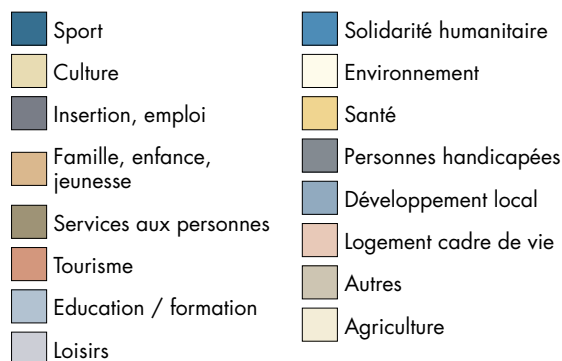 Sport
Culture
Insertion, emploi
Famille, enfance,
jeunesse
Services aux personnes
Tourisme
Education / formation
Loisirs
Solidarité humanitaire
Environnement
Santé
Personnes handicapées
Développement local
Logement cadre de vie
Autres
Agriculture